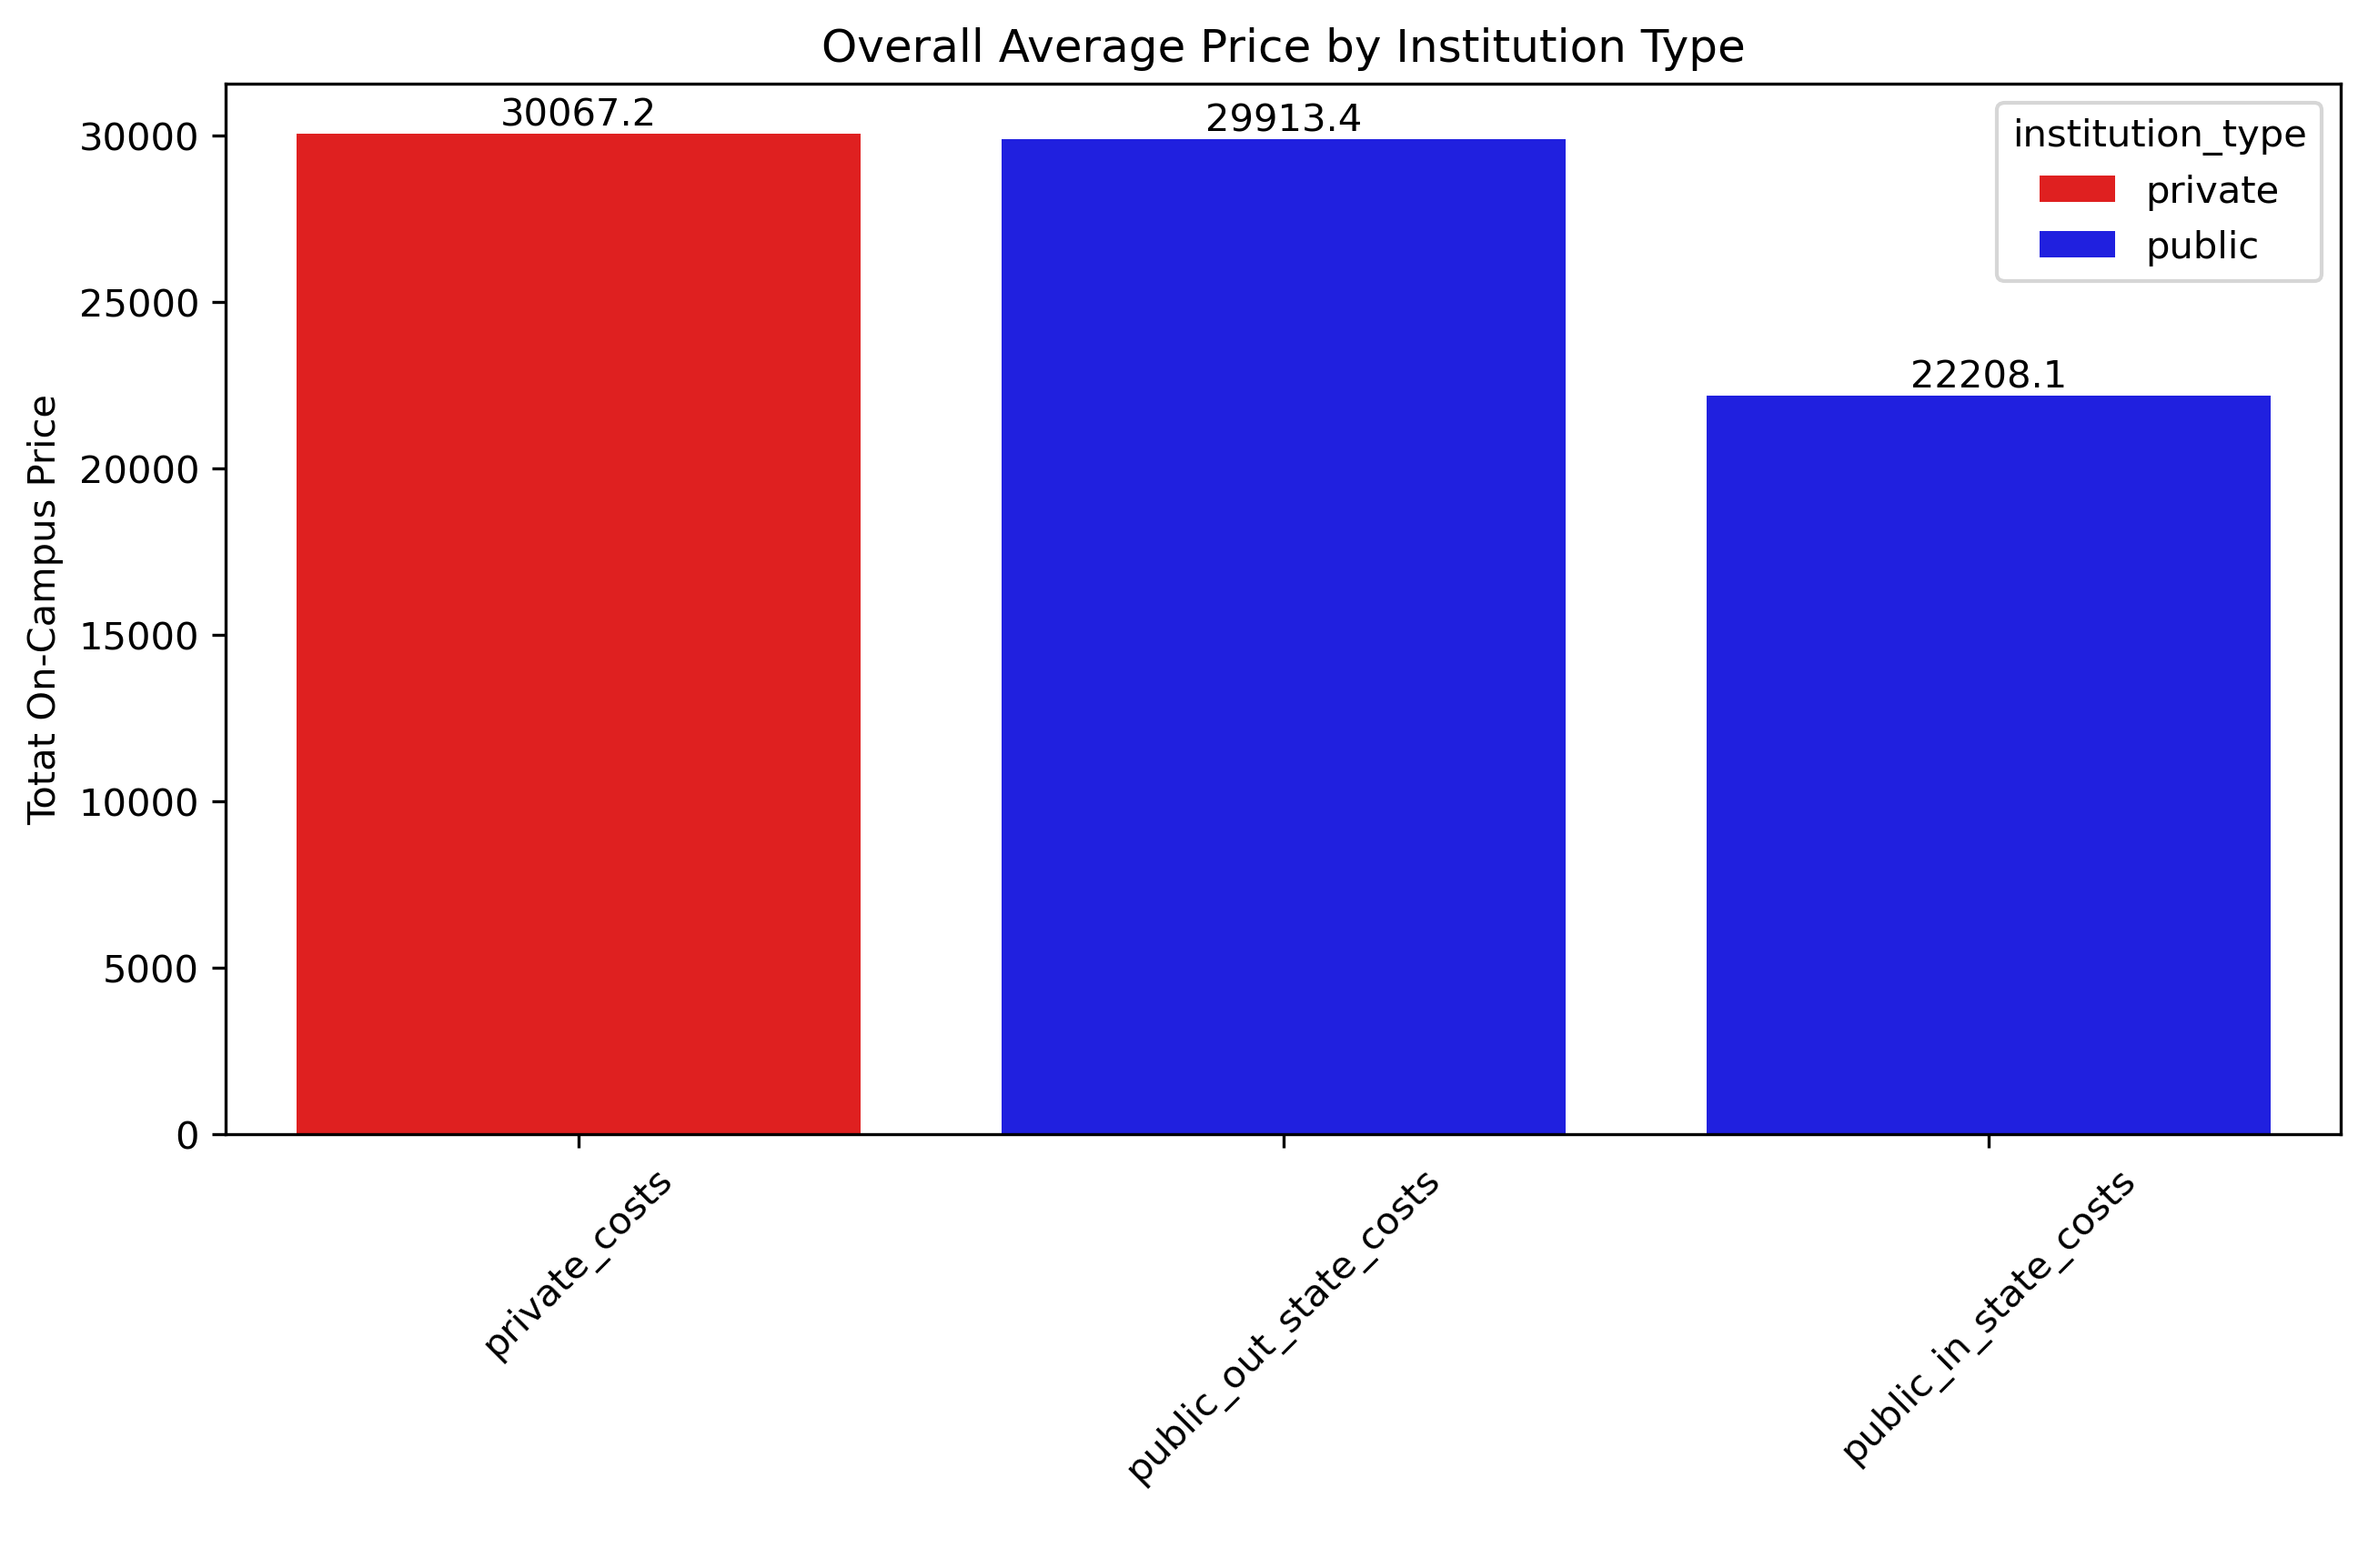 Overall Average Price by Institution Type
30067.2
29913.4
22208.1
institution_type
private
public
Totat On-Campus Price
30000
25000
20000
15000
10000
5000
0
private_costs
public_out_state_costs
public_in_state_costs